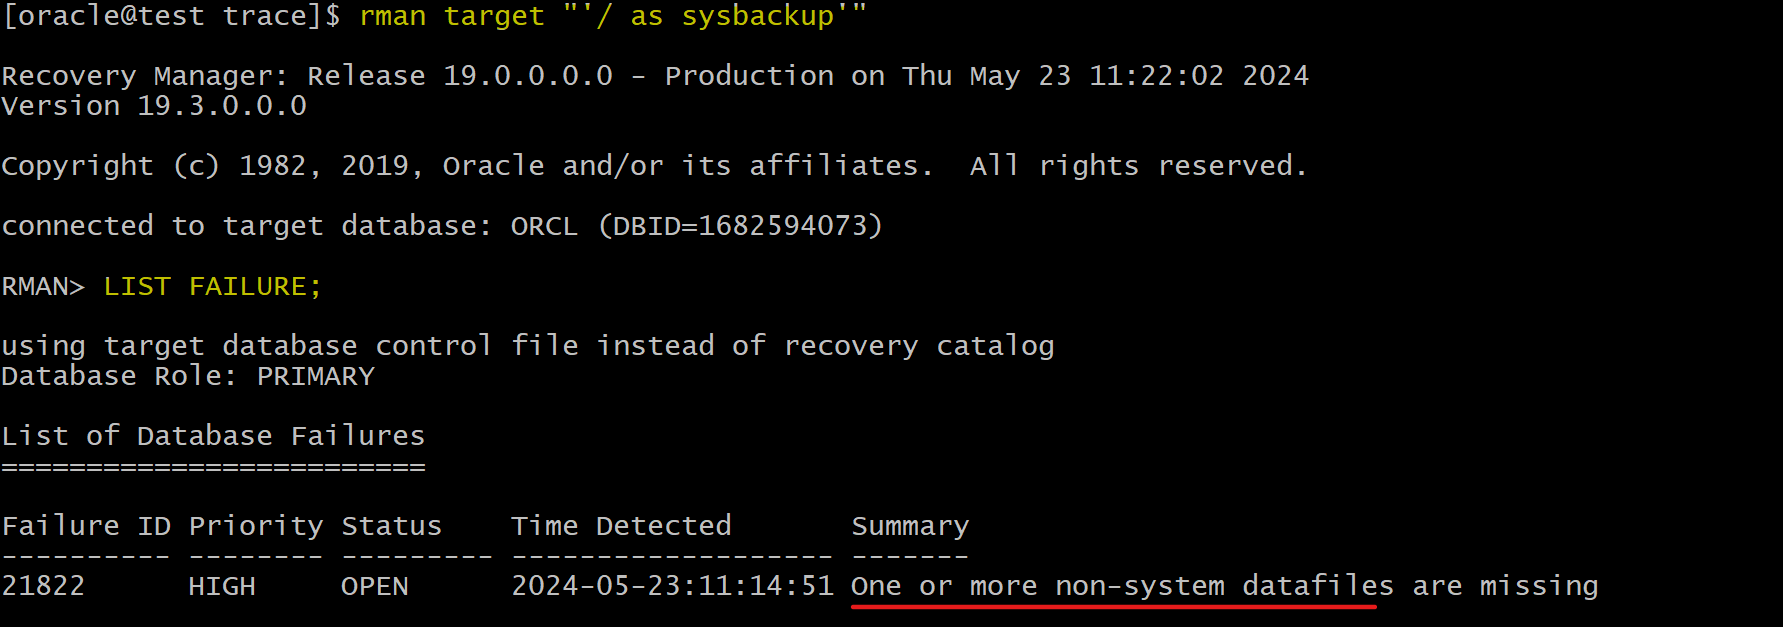 [oracle@test trace]$ rman target "'/ as sysbackup'"
Recovery Manager: Release 19.0.0.0.0 - Production on Thu May 23 11:22:02 2024
Version 19.3.0.0.0
Copyright (c) 1982, 2019, Oracle and/or its affiliates.  All rights reserved.
connected to target database: ORCL (DBID=1682594073)
RMAN> LIST FAILURE;
using target database control file instead of recovery catalog
Database Role: PRIMARY
List of Database Failures
=========================
Failure ID Priority Status    Time Detected       Summary
---------- -------- --------- ------------------- -------
21822      HIGH     OPEN      2024-05-23:11:14:51 One or more non-system datafiles are missing